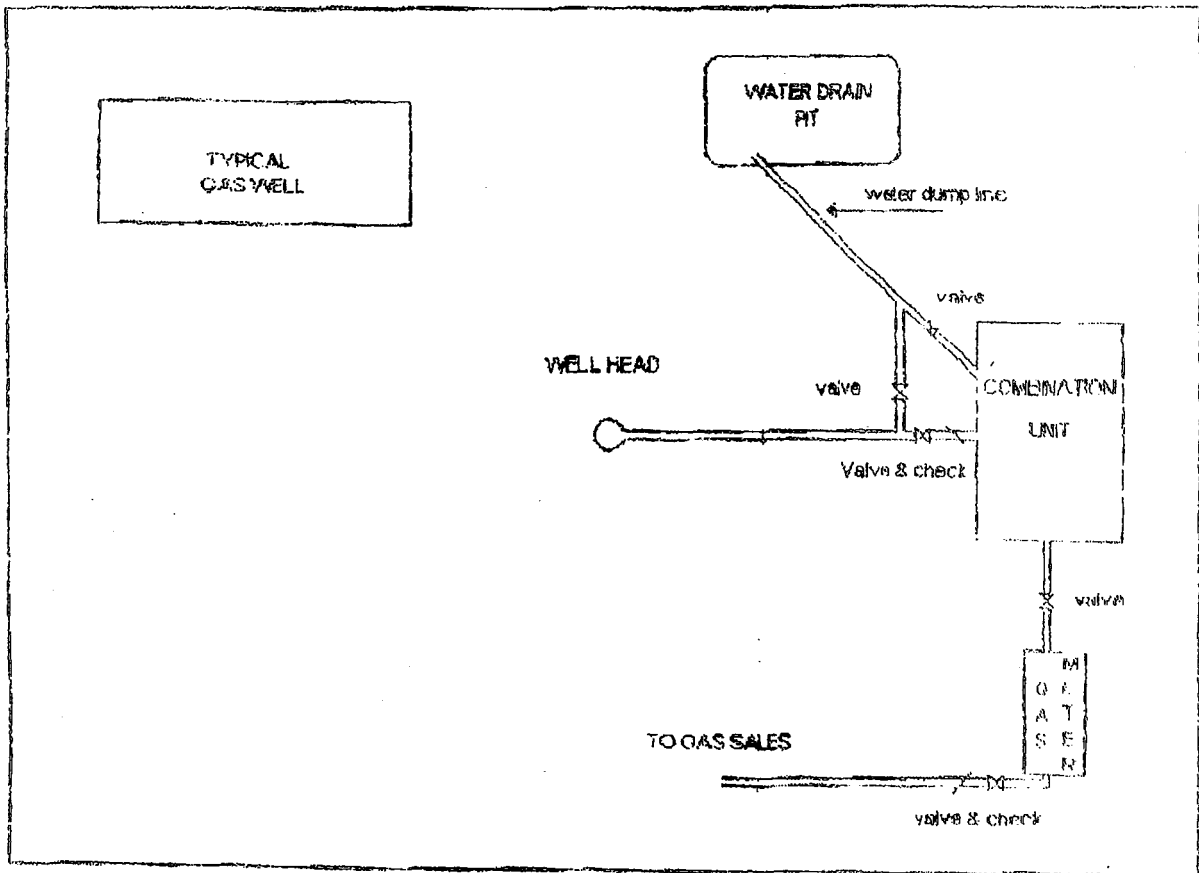 WATER DRAIN
PIT
TYPICAL
GAS WELL
water dump line
valve
WELL HEAD
valve
COMBINATION
UNIT
Valve & check
valve
GAS
METER
TO GAS SALES
valve & check